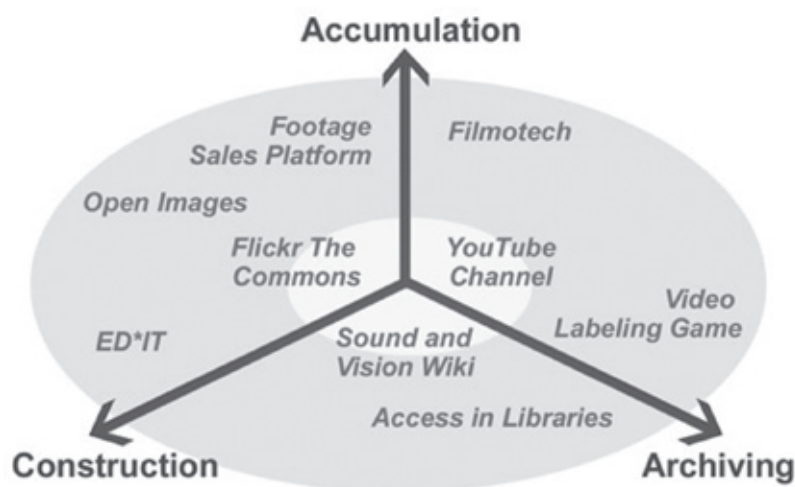 Accumulation
Footage
Sales Platform
Filmotech
Open Images
Flickr The
Commons
YouTube
Channel
Video
Labeling Game
ED*IT
Sound and
Vision Wiki
Access in Libraries
Construction
Archiving